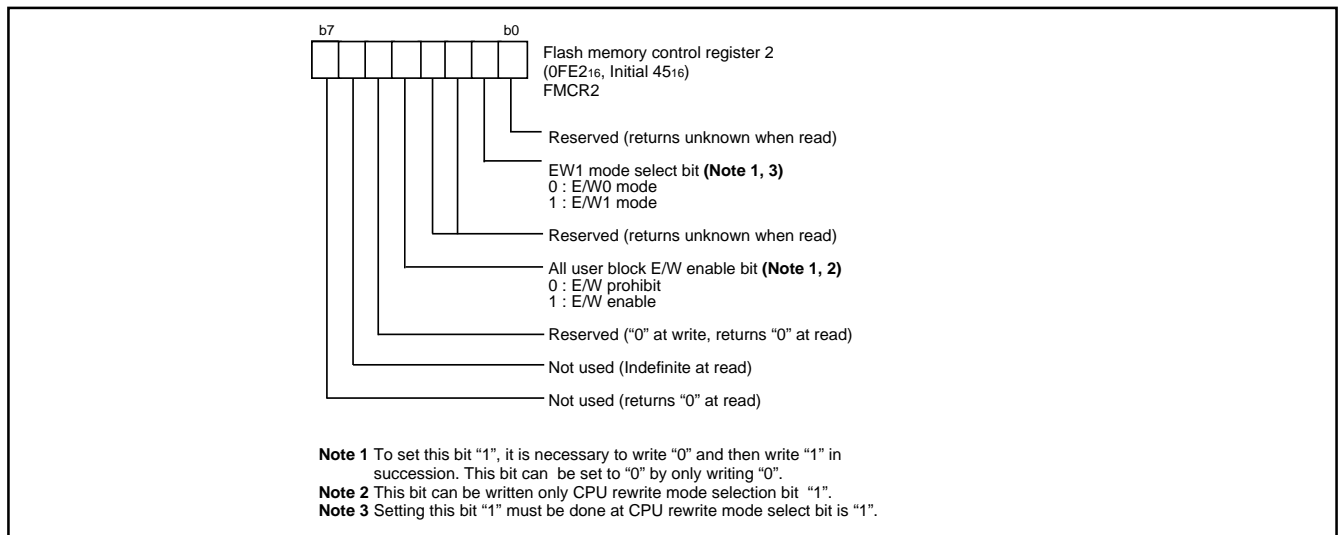 b7 b0
Flash memory control register 2
(0FE216, Initial 4516)
FMCR2
Reserved (returns unknown when read)
EW1 mode select bit (Note 1, 3)
0 : E/W0 mode
1 : E/W1 mode
Reserved (returns unknown when read)
All user block E/W enable bit (Note 1, 2)
0 : E/W prohibit
1 : E/W enable
Reserved (“0” at write, returns “0” at read)
Not used (Indefinite at read)
Not used (returns “0” at read)
Note 1 To set this bit “1”, it is necessary to write “0” and then write “1” in
succession. This bit can be set to “0” by only writing “0”.
Note 2 This bit can be written only CPU rewrite mode selection bit “1”.
Note 3 Setting this bit “1” must be done at CPU rewrite mode select bit is “1”.